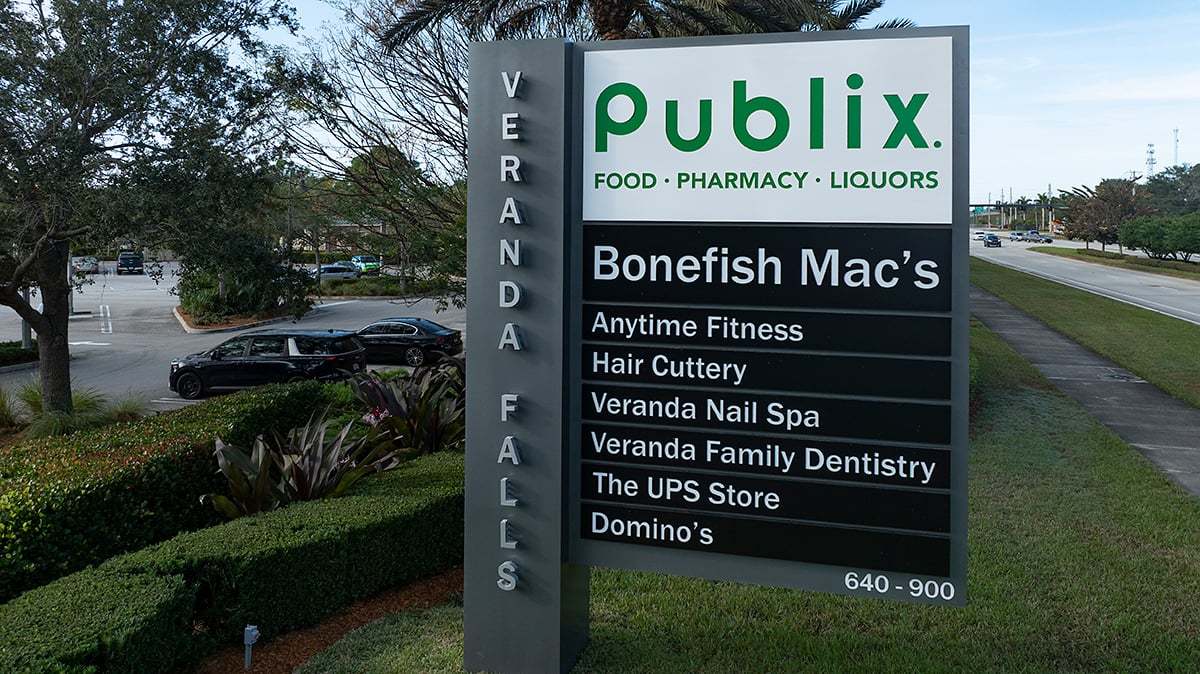 VERANDA FALLS
Publix.
FOOD · PHARMACY · LIQUORS
Bonefish Mac's
Anytime Fitness
Hair Cuttery
Veranda Nail Spa
Veranda Family Dentistry
The UPS Store
Domino's
640 - 900